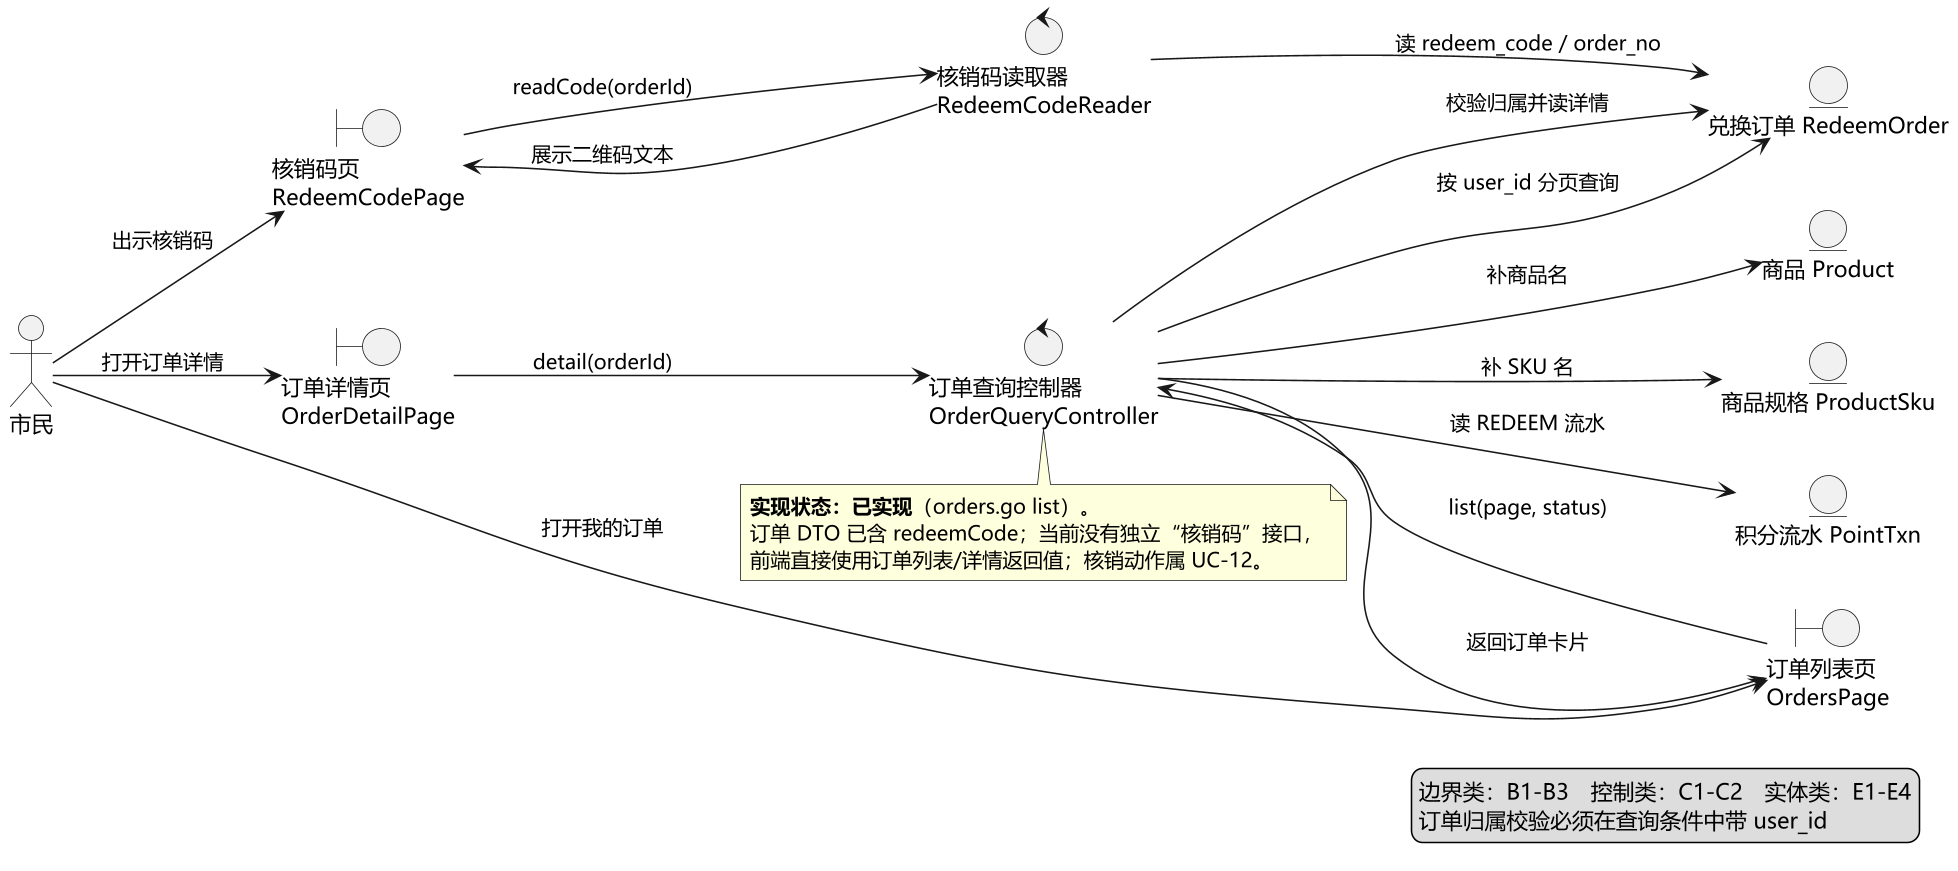 核销码读取器
RedeemCodeReader
读 redeem_code / order_no
readCode(orderId)
校验归属并读详情
兑换订单 RedeemOrder
展示二维码文本
核销码页
RedeemCodePage
按 user_id 分页查询
出示核销码
补商品名
商品 Product
打开订单详情
detail(orderId)
补 SKU 名
订单详情页
OrderDetailPage
订单查询控制器
OrderQueryController
商品规格 ProductSku
市民
读 REDEEM 流水
实现状态：已实现（orders.go list）。
订单 DTO 已含 redeemCode；当前没有独立“核销码”接口，
前端直接使用订单列表/详情返回值；核销动作属 UC-12。
list(page, status)
打开我的订单
积分流水 PointTxn
返回订单卡片
订单列表页
OrdersPage
边界类：B1-B3　控制类：C1-C2　实体类：E1-E4
订单归属校验必须在查询条件中带 user_id